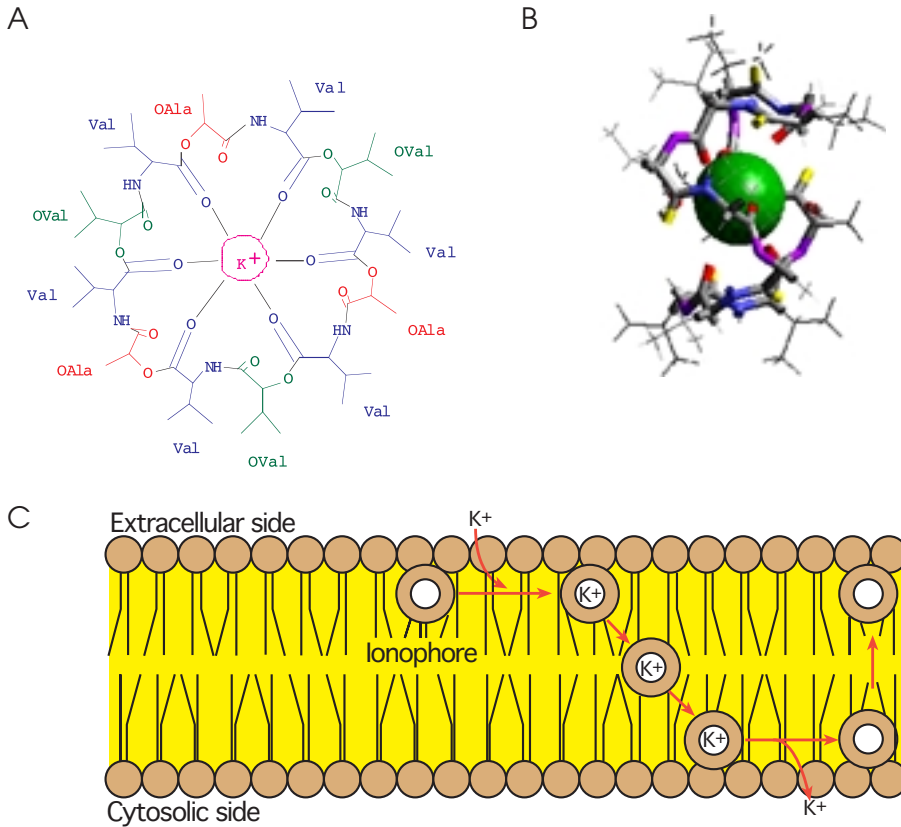 A
B
Val
OAla
NH
Val
O
O
O
OVal
Val
HN
O
O
O
NH
OVal
O
O
K+
O
O
Val
Val
O
O
NH
O
O
O
HN
OAla
OAla
O
O
NH
O
O
Val
Val
OVal
C
Extracellular side
K+
K+
Ionophore
K+
K+
Cytosolic side
K+